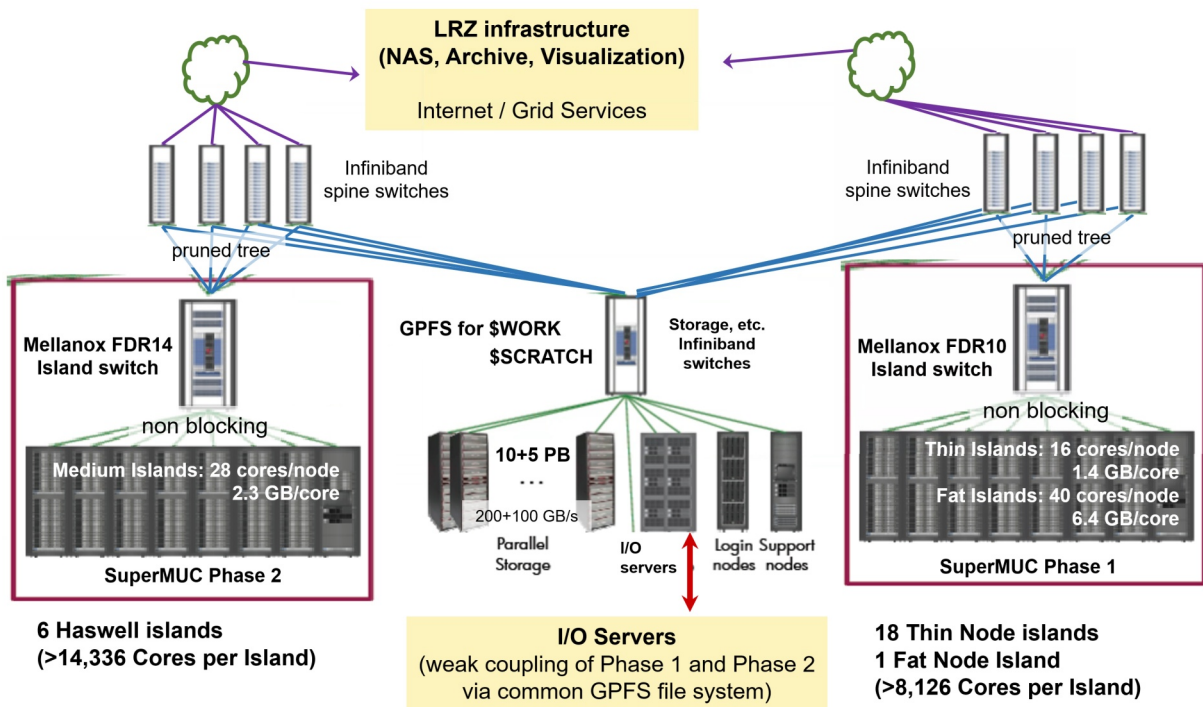 LRZ infrastructure
(NAS, Archive, Visualization)
Internet / Grid Services
Infiniband
spine switches
Infiniband
spine switches
pruned tree
pruned tree
Mellanox FDR14
Island switch
non blocking
Medium Islands: 28 cores/node
2.3 GB/core
SuperMUC Phase 2
6 Haswell islands
(>14,336 Cores per Island)
GPFS for $WORK
$SCRATCH
Storage, etc.
Infiniband
switches
10+5 PB
...
200+100 GB/s
Parallel
Storage
I/O
servers
Login
nodes
Support
nodes
I/O Servers
(weak coupling of Phase 1 and Phase 2
via common GPFS file system)
Mellanox FDR10
Island switch
non blocking
Thin Islands: 16 cores/node
1.4 GB/core
Fat Islands: 40 cores/node
6.4 GB/core
SuperMUC Phase 1
18 Thin Node islands
1 Fat Node Island
(>8,126 Cores per Island)